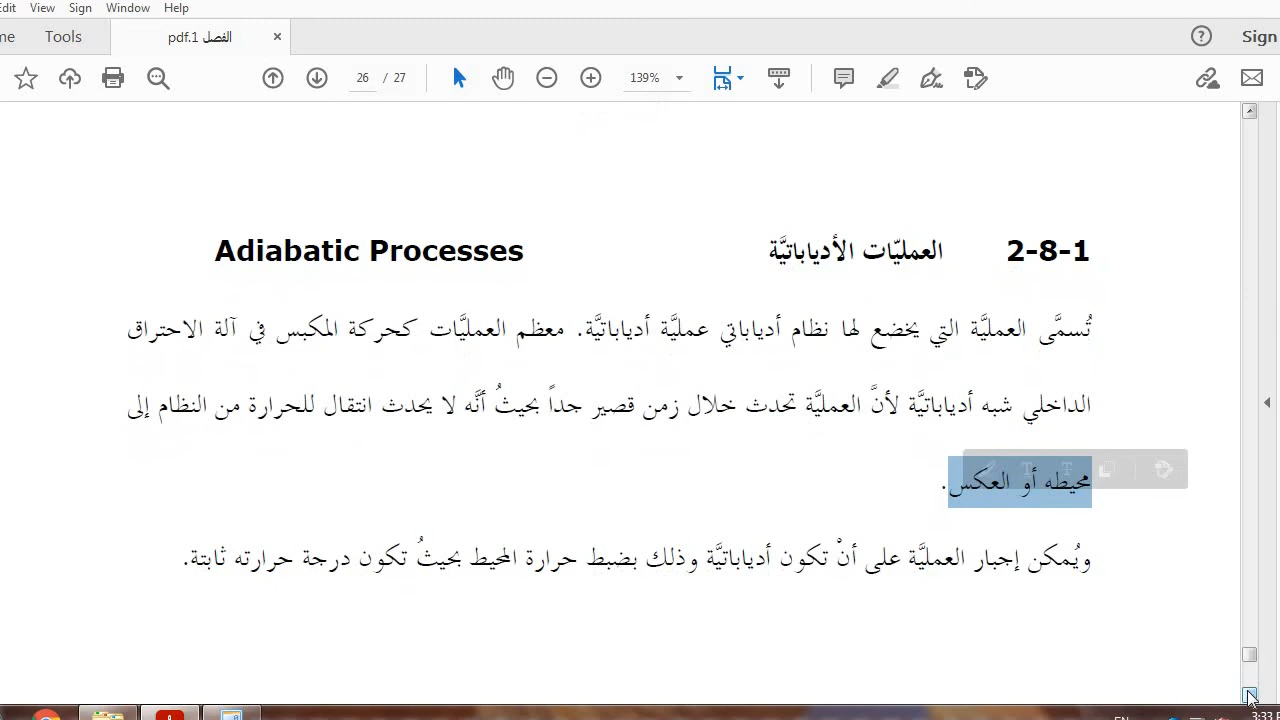 Edit View Sign Window Help
me Tools الفصل 1.pdf × ? Sign
26 / 27 139%
2-8-1 العمليّات الأدياباتيَّة Adiabatic Processes
تُسمَّى العمليَّة التي يخضع لها نظام أدياباتي عمليَّة أدياباتيَّة. معظم العمليَّات كحركة المكبس في آلة الاحتراق
الداخلي شبه أدياباتيَّة لأنَّ العمليَّة تحدث خلال زمن قصير جداً بحيثُ أنَّه لا يحدث انتقال للحرارة من النظام إلى
محيطه أو العكس.
ويُمكن إجبار العمليَّة على أنْ تكون أدياباتيَّة وذلك بضبط حرارة المحيط بحيثُ تكون درجة حرارته ثابتة.